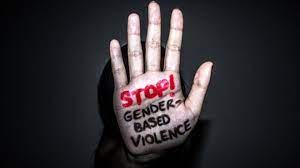 STOP!
GENDER-
BASED
VIOLENCE